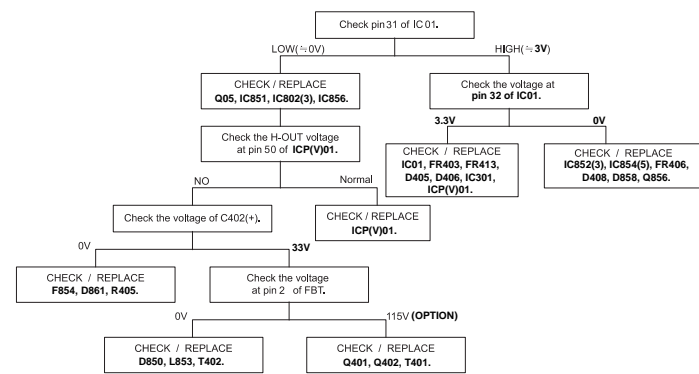 Check pin 31 of IC 01.
LOW(≒0V)
HIGH(≒3V)
CHECK / REPLACE
Q05, IC851, IC802(3), IC856.
Check the voltage at
pin 32 of IC01.
Check the H-OUT voltage
at pin 50 of ICP(V)01.
3.3V
0V
CHECK / REPLACE
IC01, FR403, FR413,
D405, D406, IC301,
ICP(V)01.
CHECK / REPLACE
IC852(3), IC854(5), FR406,
D408, D858, Q856.
NO
Normal
Check the voltage of C402(+).
CHECK / REPLACE
ICP(V)01.
0V
33V
CHECK / REPLACE
F854, D861, R405.
Check the voltage
at pin 2 of FBT.
0V
115V (OPTION)
CHECK / REPLACE
D850, L853, T402.
CHECK / REPLACE
Q401, Q402, T401.